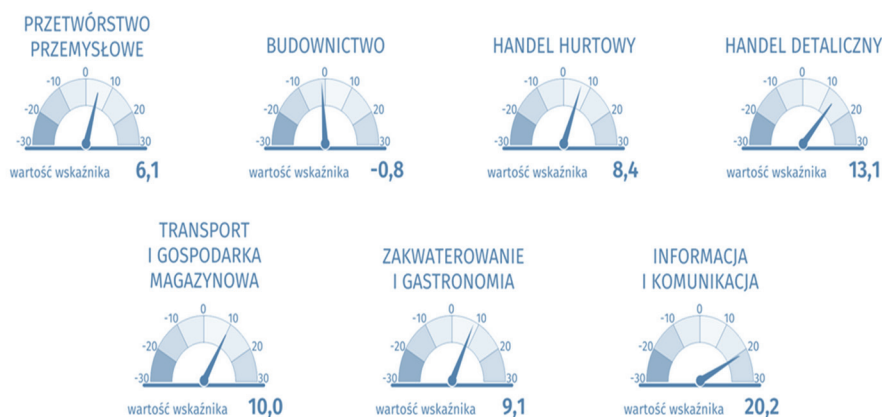 PRZETWÓRSTWO
PRZEMYSŁOWE
-30
-20
-10
0
10
20
30
wartość wskaźnika 6,1
BUDOWNICTWO
-30
-20
-10
0
10
20
30
wartość wskaźnika -0,8
HANDEL HURTOWY
-30
-20
-10
0
10
20
30
wartość wskaźnika 8,4
HANDEL DETALICZNY
-30
-20
-10
0
10
20
30
wartość wskaźnika 13,1
TRANSPORT
I GOSPODARKA
MAGAZYNOWA
-30
-20
-10
0
10
20
30
wartość wskaźnika 10,0
ZAKWATEROWANIE
I GASTRONOMIA
-30
-20
-10
0
10
20
30
wartość wskaźnika 9,1
INFORMACJA
I KOMUNIKACJA
-30
-20
-10
0
10
20
30
wartość wskaźnika 20,2